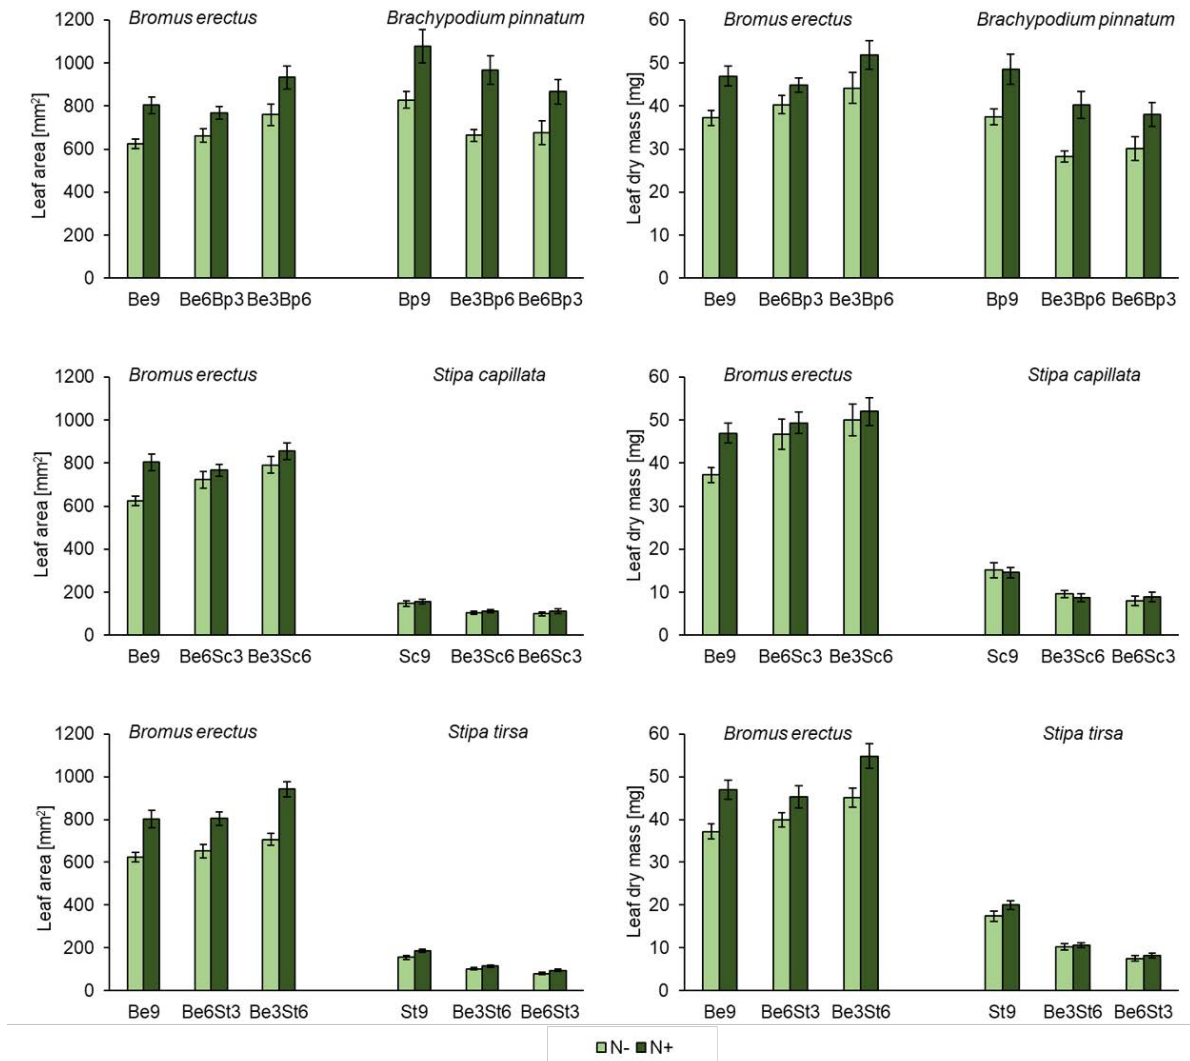 Bromus erectus Brachypodium pinnatum
Leaf area [mm²]
1200
1000
800
600
400
200
0
Be9 Be6Bp3 Be3Bp6 Bp9 Be3Bp6 Be6Bp3
Bromus erectus Brachypodium pinnatum
Leaf dry mass [mg]
60
50
40
30
20
10
0
Be9 Be6Bp3 Be3Bp6 Bp9 Be3Bp6 Be6Bp3
Bromus erectus Stipa capillata
Leaf area [mm²]
1200
1000
800
600
400
200
0
Be9 Be6Sc3 Be3Sc6 Sc9 Be3Sc6 Be6Sc3
Bromus erectus Stipa capillata
Leaf dry mass [mg]
60
50
40
30
20
10
0
Be9 Be6Sc3 Be3Sc6 Sc9 Be3Sc6 Be6Sc3
Bromus erectus Stipa tirsa
Leaf area [mm²]
1200
1000
800
600
400
200
0
Be9 Be6St3 Be3St6 St9 Be3St6 Be6St3
Bromus erectus Stipa tirsa
Leaf dry mass [mg]
60
50
40
30
20
10
0
Be9 Be6St3 Be3St6 St9 Be3St6 Be6St3
N- N+